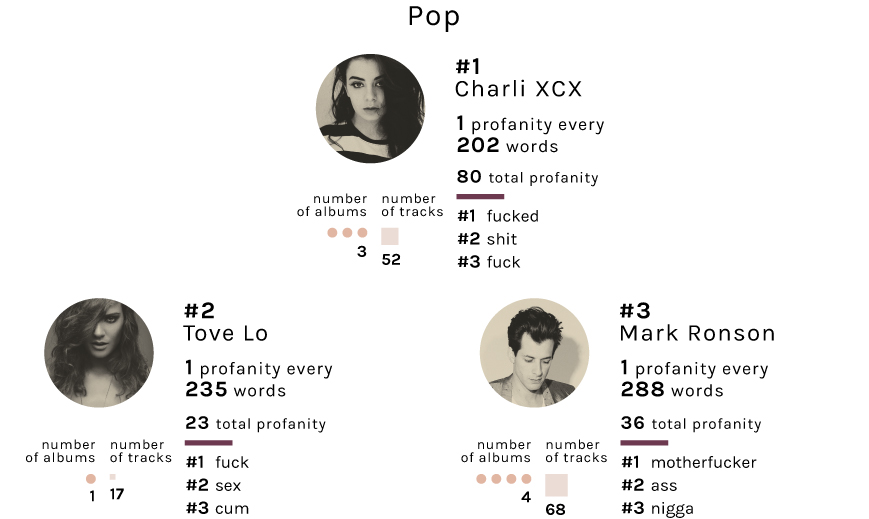 Pop
#1
Charli XCX
1 profanity every
202 words
80 total profanity
number
of albums
number
of tracks
3
52
#1 fucked
#2 shit
#3 fuck
#2
Tove Lo
1 profanity every
235 words
23 total profanity
number
of albums
number
of tracks
1
17
#1 fuck
#2 sex
#3 cum
#3
Mark Ronson
1 profanity every
288 words
36 total profanity
number
of albums
number
of tracks
4
68
#1 motherfucker
#2 ass
#3 nigga